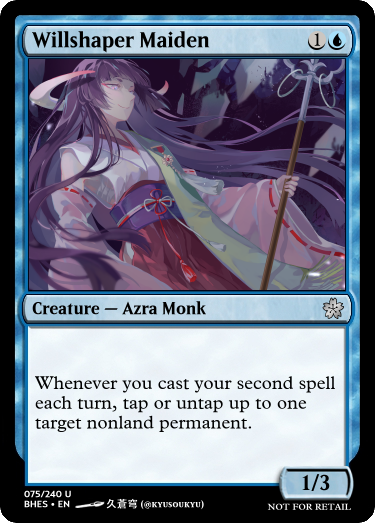 Willshaper Maiden 1
Creature — Azra Monk
Whenever you cast your second spell
each turn, tap or untap up to one
target nonland permanent.
1/3
075/240 U
BHES • EN 久蒼穹 (@KYUSOUKYU)
NOT FOR RETAIL